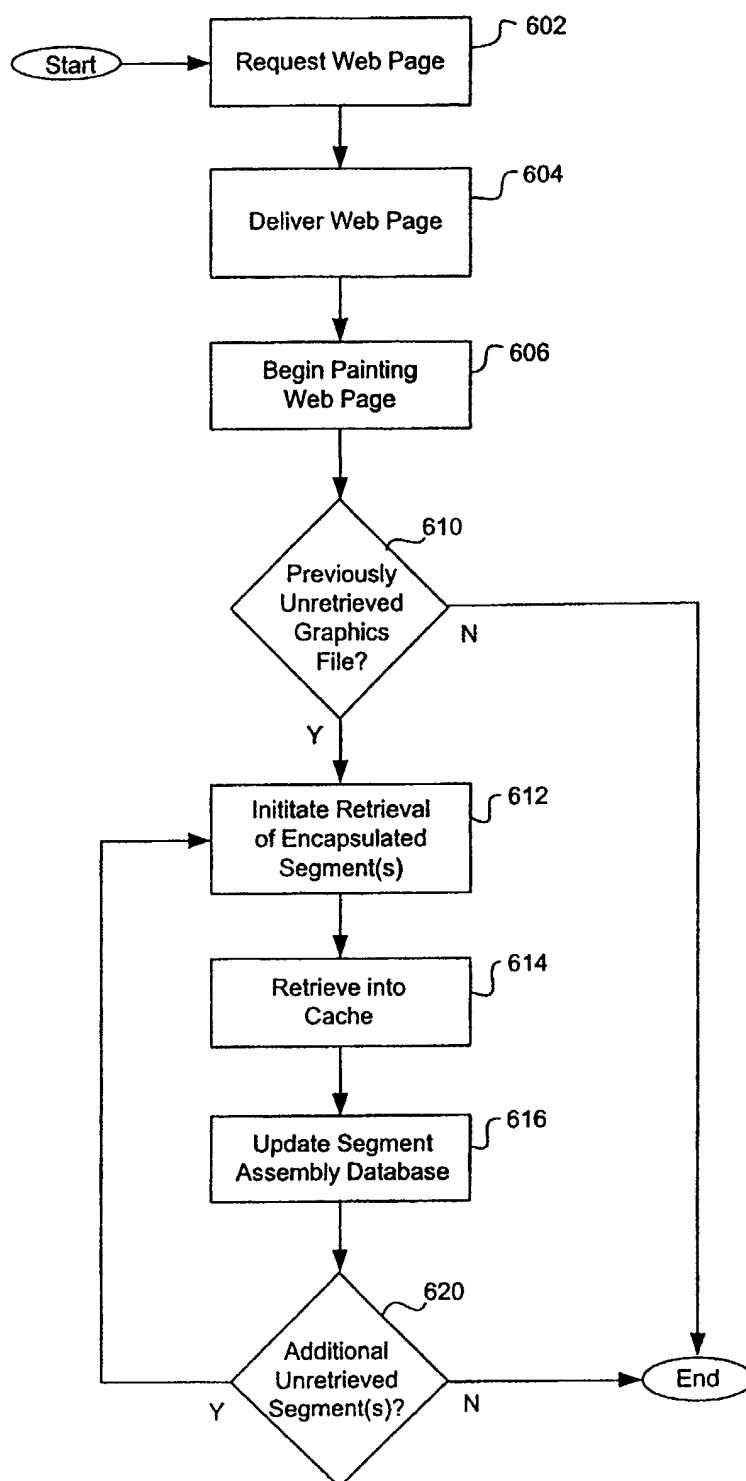 Start
Request Web Page
602
Deliver Web Page
604
Begin Painting
Web Page
606
610
Previously
Unretrieved
Graphics
File?
N
Y
Inititate Retrieval
of Encapsulated
Segment(s)
612
Retrieve into
Cache
614
Update Segment
Assembly Database
616
620
Additional
Unretrieved
Segment(s)?
Y
N
End